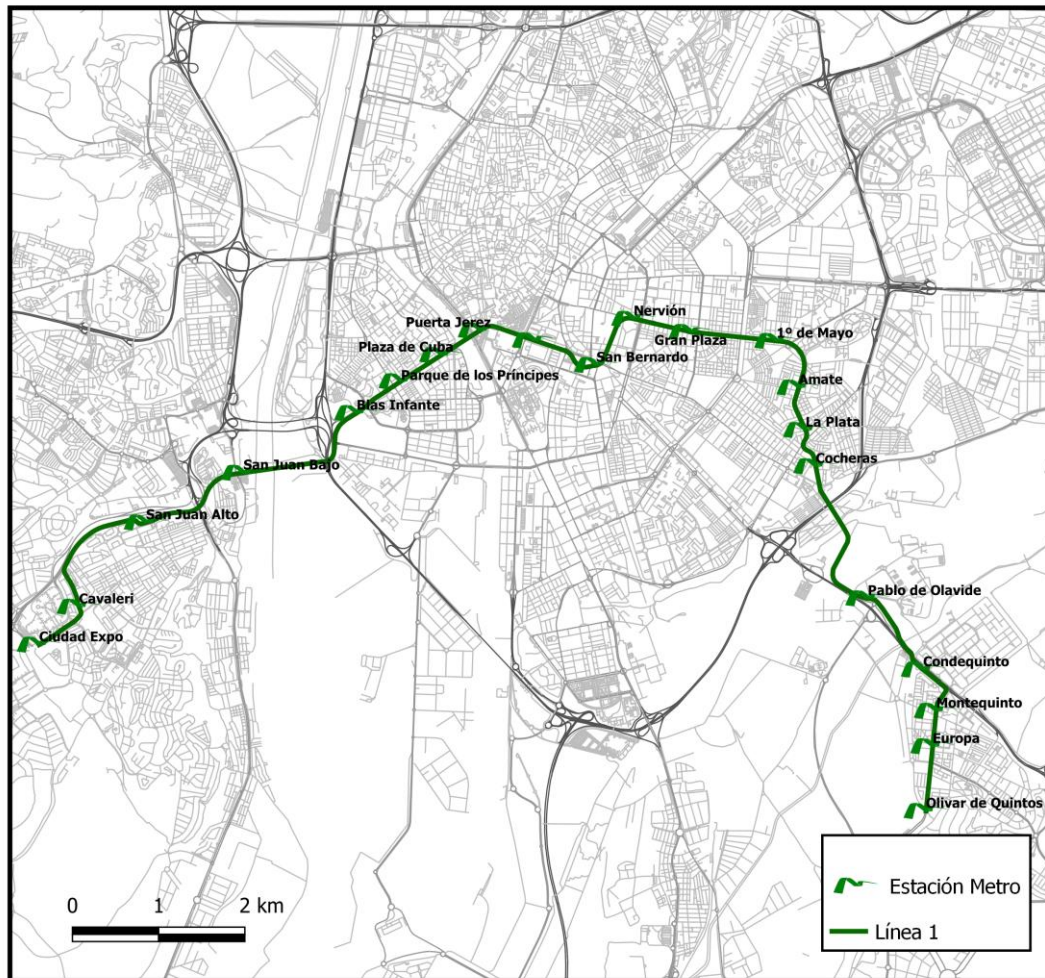 Nervión
Puerta Jerez
Gran Plaza
1º de Mayo
Plaza de Cuba
San Bernardo
Parque de los Príncipes
Amate
Blas Infante
La Plata
San Juan Bajo
Cocheras
San Juan Alto
Pablo de Olavide
Cavaleri
Ciudad Expo
Condequinto
Montequinto
Europa
Olivar de Quintos
0 1 2 km
Estación Metro
Línea 1